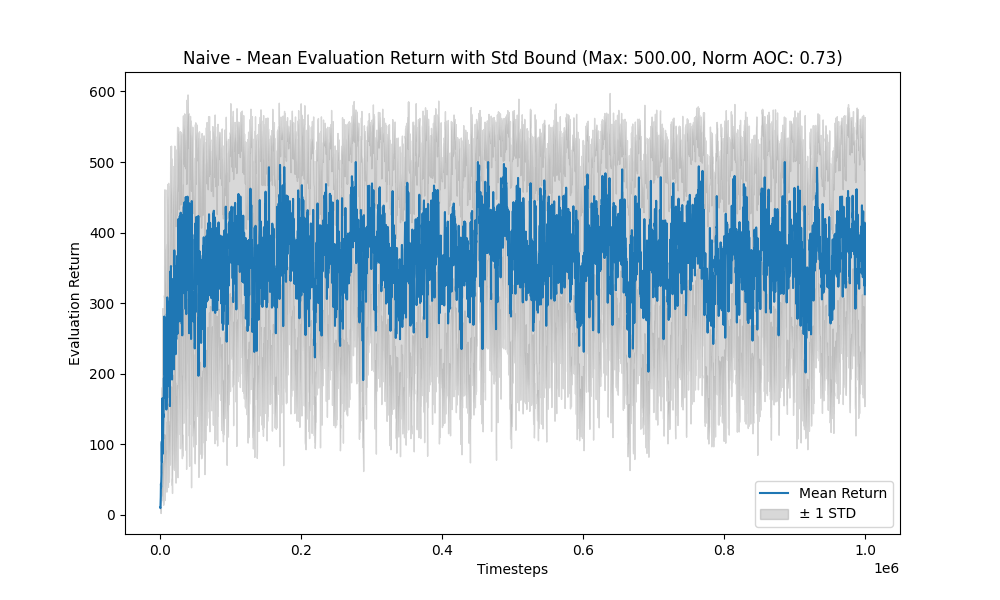 Naive - Mean Evaluation Return with Std Bound (Max: 500.00, Norm AOC: 0.73)
600
500
400
300
200
100
0
Evaluation Return
Mean Return
± 1 STD
0.0 0.2 0.4 0.6 0.8 1.0
1e6
Timesteps